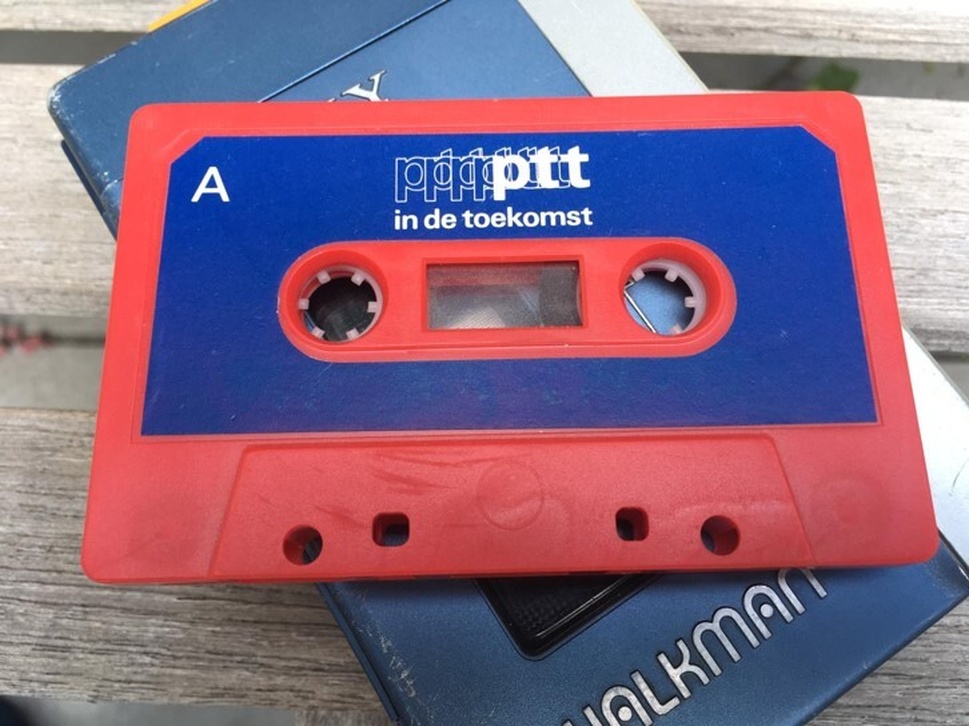 A
ptt
in de toekomst
WALKMAN